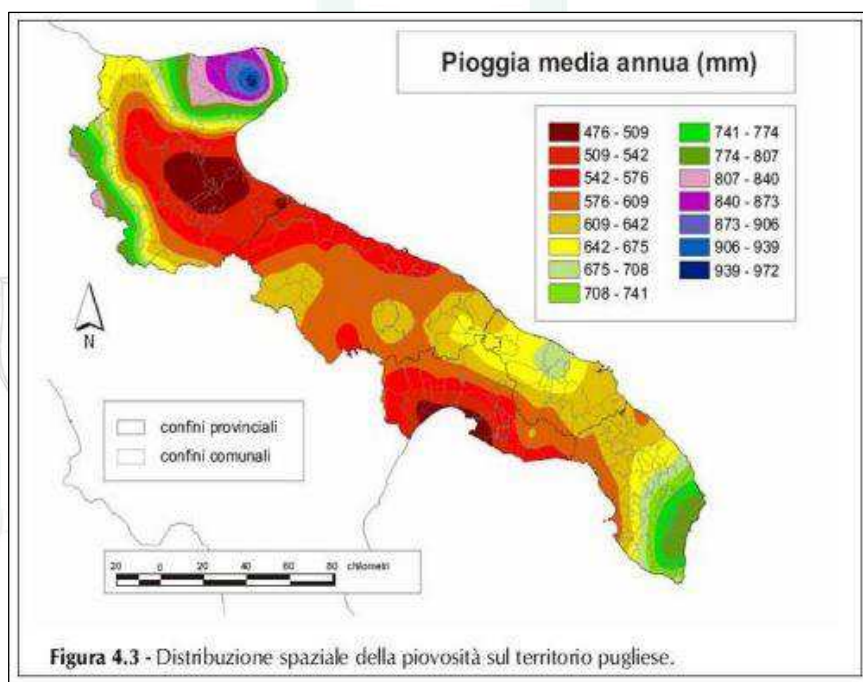 Pioggia media annua (mm)
476 - 509
509 - 542
542 - 576
576 - 609
609 - 642
642 - 675
675 - 708
708 - 741
741 - 774
774 - 807
807 - 840
840 - 873
873 - 906
906 - 939
939 - 972
N
confini provinciali
confini comunali
20 0 20 40 60 80 chilometri
Figura 4.3 - Distribuzione spaziale della piovosità sul territorio pugliese.